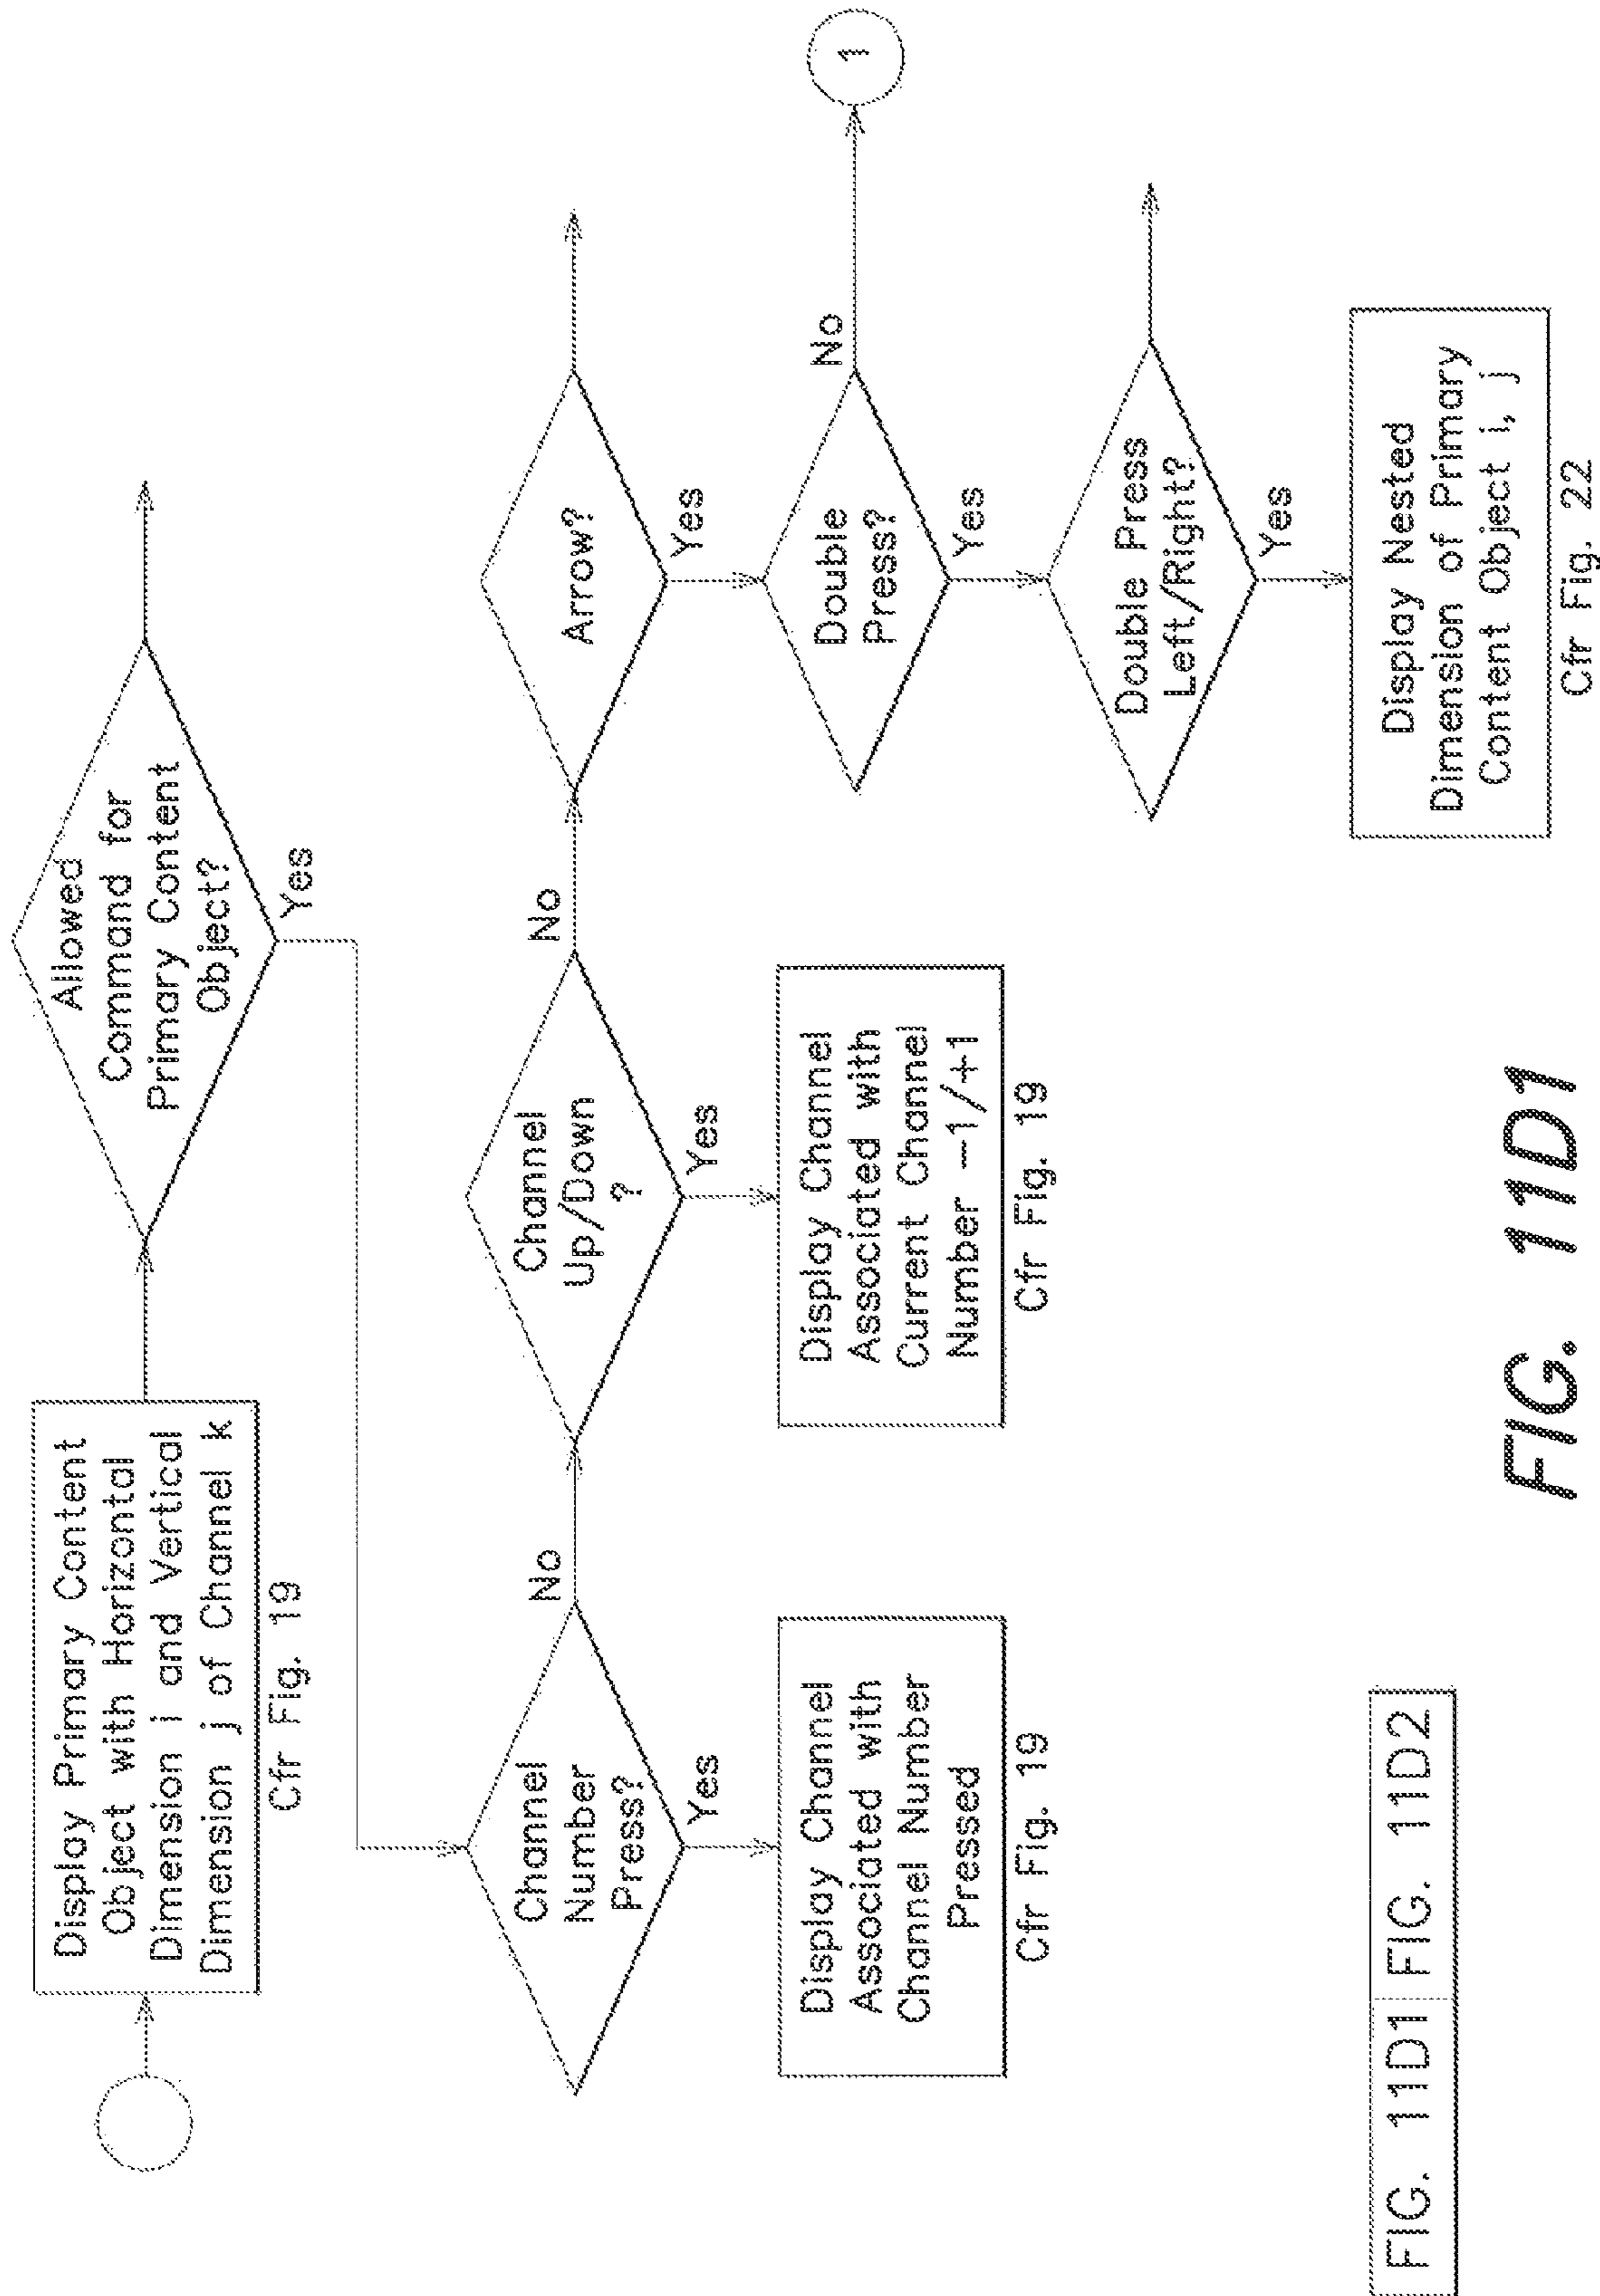 Display Primary Content
Object with Horizontal
Dimension i and Vertical
Dimension j of Channel k
Cfr Fig. 19
Allowed
Command for
Primary Content
Object?
Yes
Channel
Number
Press?
No
Yes
Display Channel
Associated with
Channel Number
Pressed
Cfr Fig. 19
Channel
Up/Down
?
No
Yes
Display Channel
Associated with
Current Channel
Number −1/+1
Cfr Fig. 19
Arrow?
Yes
Double
Press?
No
1
Yes
Double Press
Left/Right?
Yes
Display Nested
Dimension of Primary
Content Object i, j
Cfr Fig. 22
FIG. 11D1 FIG. 11D2
FIG. 11D1